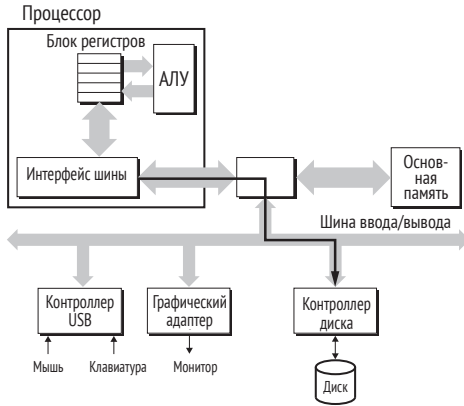 Процессор
Блок регистров
АЛУ
Интерфейс шины
Основ-
ная
память
Шина ввода/вывода
Контроллер
USB
Графический
адаптер
Контроллер
диска
Мышь
Клавиатура
Монитор
Диск